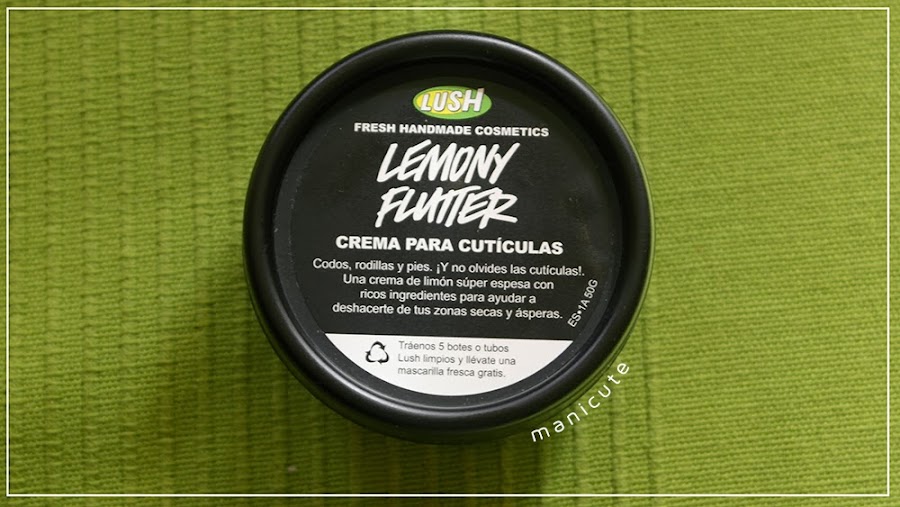 LUSH
FRESH HANDMADE COSMETICS
LEMONY
FLUTTER
CREMA PARA CUTÍCULAS
Codos, rodillas y pies. ¡Y no olvides las cutículas!.
Una crema de limón súper espesa con
ricos ingredientes para ayudar a
deshacerte de tus zonas secas y ásperas.
ES•1A 50G
Tráenos 5 botes o tubos
Lush limpios y llévate una
mascarilla fresca gratis.
manicute